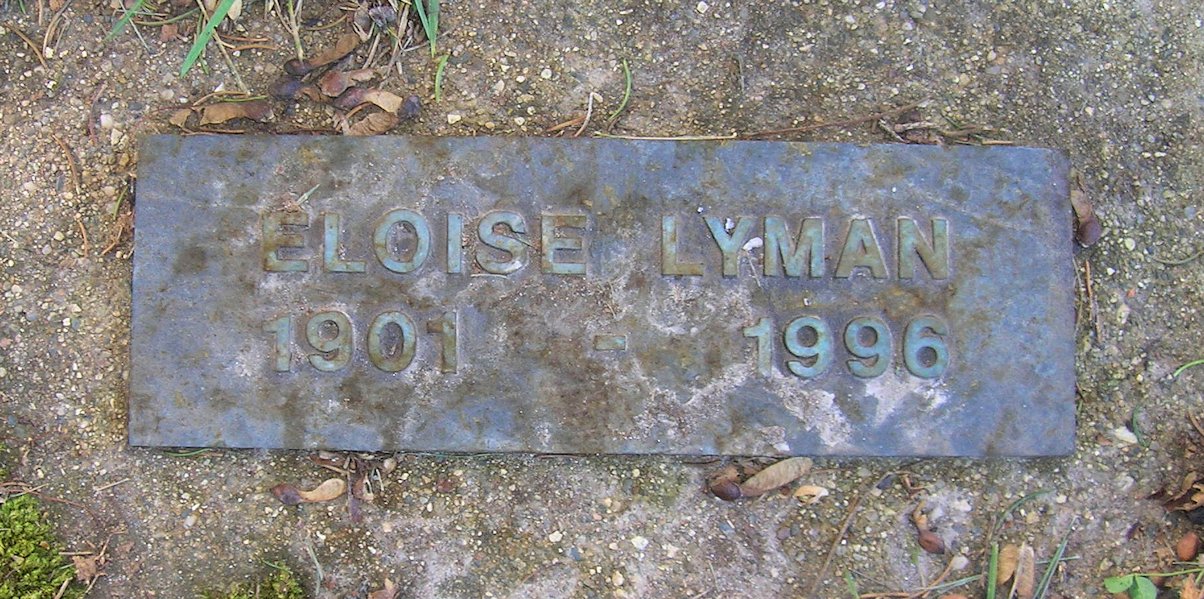 ELOISE LYMAN
1901 - 1996